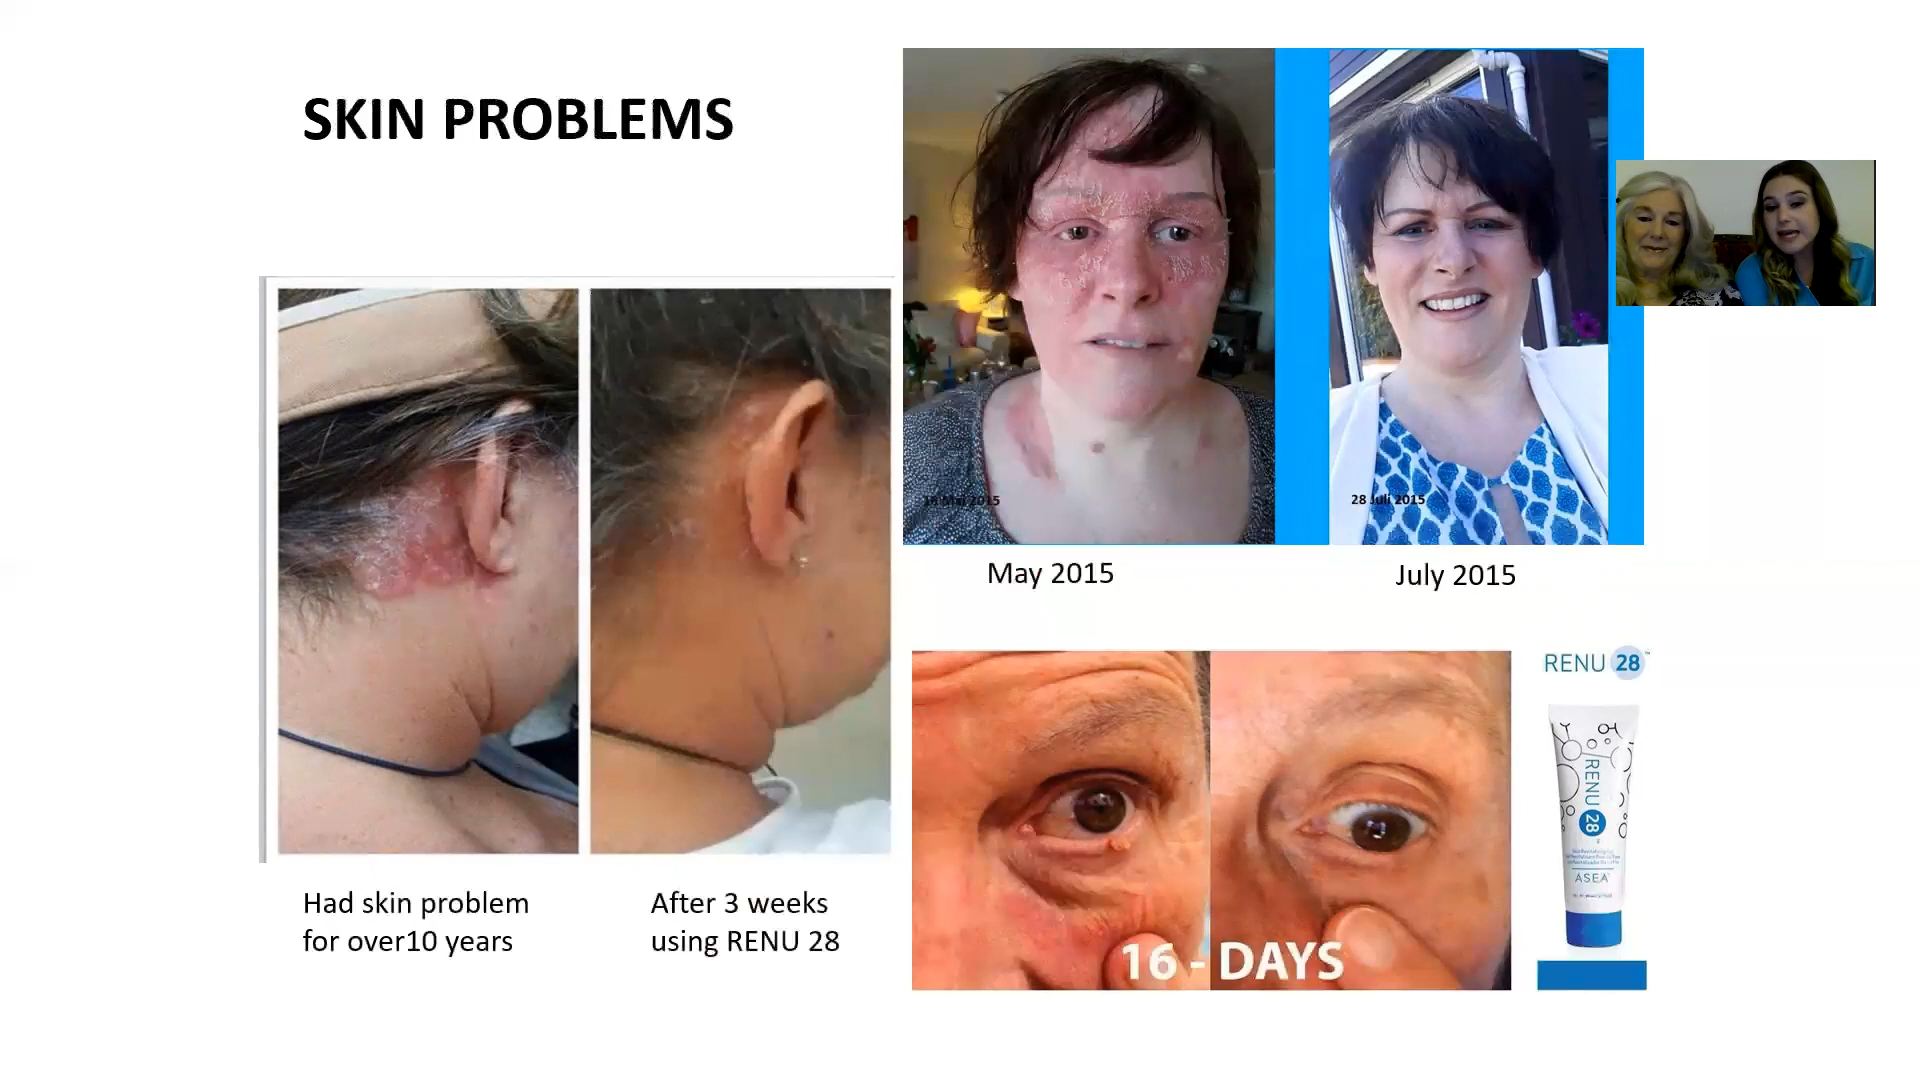 SKIN PROBLEMS
28 Juli 2015
May 2015
July 2015
Had skin problem
for over10 years
After 3 weeks
using RENU 28
16 - DAYS
RENU 28
RENU 28
ASEA